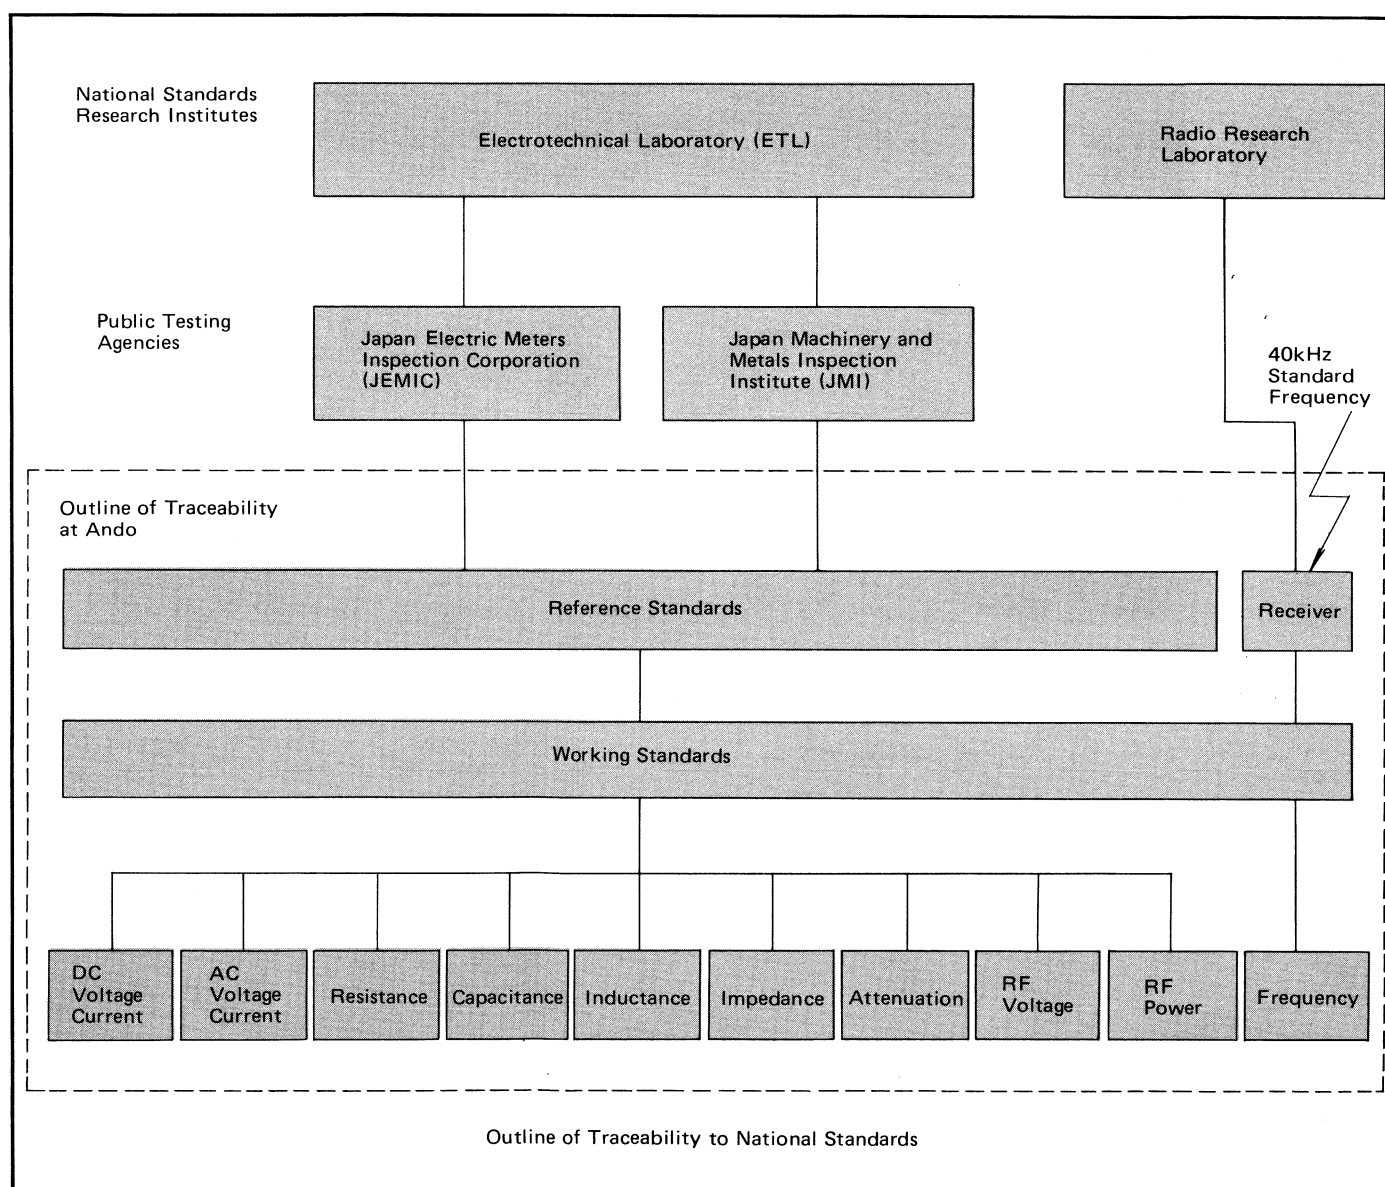 National Standards
Research Institutes
Electrotechnical Laboratory (ETL)
Radio Research
Laboratory
Public Testing
Agencies
Japan Electric Meters
Inspection Corporation
(JEMIC)
Japan Machinery and
Metals Inspection
Institute (JMI)
40kHz
Standard
Frequency
Outline of Traceability
at Ando
Reference Standards
Receiver
Working Standards
DC
Voltage
Current
AC
Voltage
Current
Resistance
Capacitance
Inductance
Impedance
Attenuation
RF
Voltage
RF
Power
Frequency
Outline of Traceability to National Standards